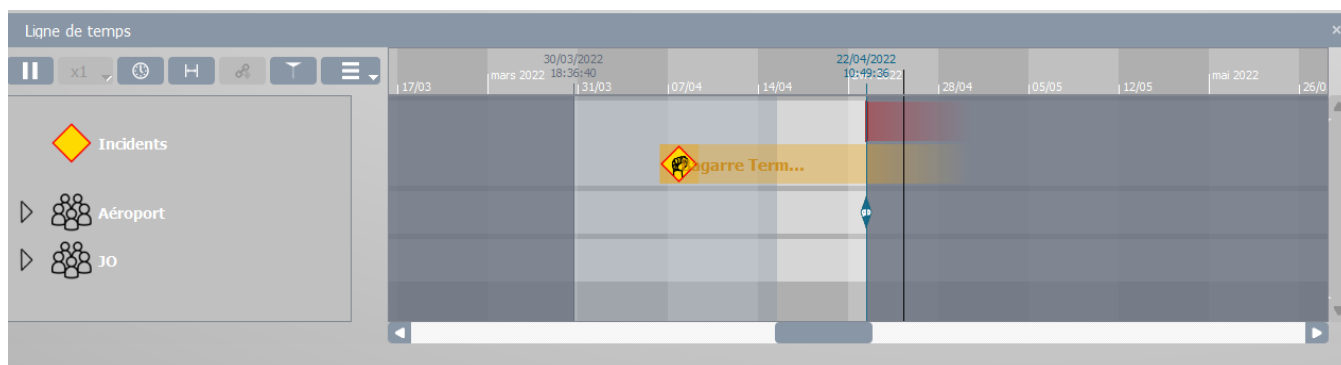 Ligne de temps
x1
30/03/2022
18:36:40
22/04/2022
10:49:36
mars 2022
mai 2022
17/03
31/03
07/04
14/04
28/04
05/05
12/05
26/0
Incidents
Term...
Aéroport
JO